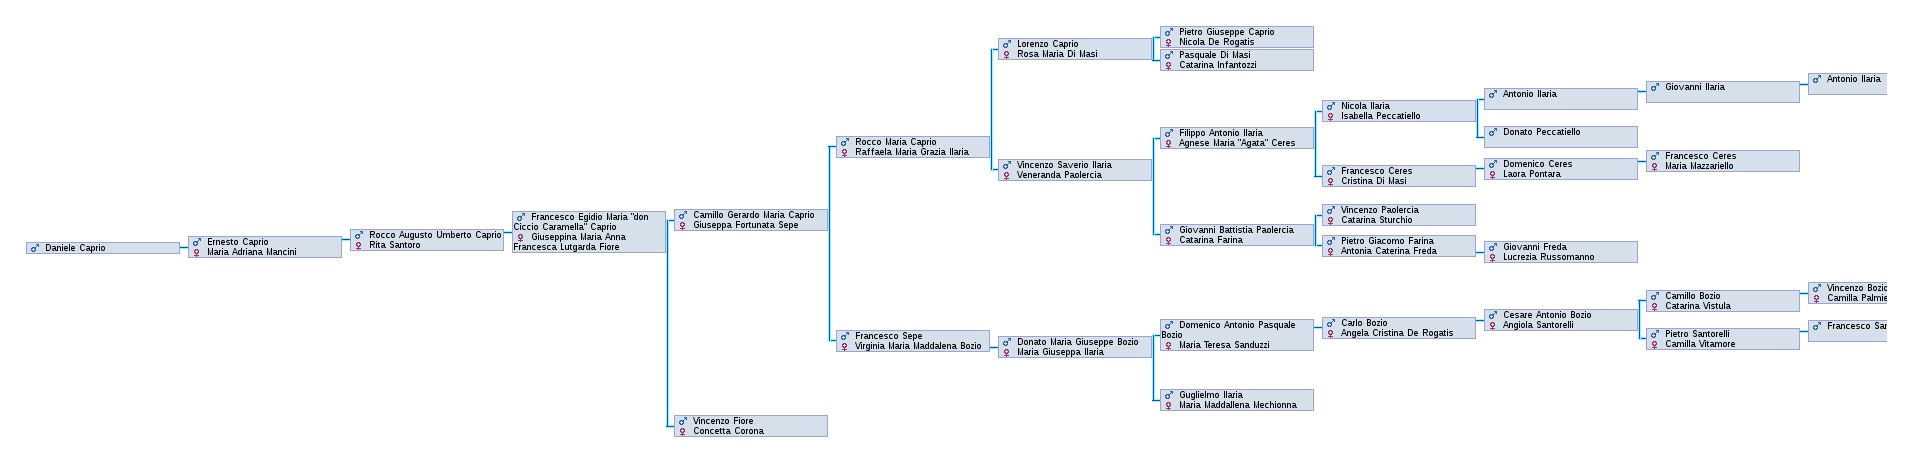 Daniele Caprio
Ernesto Caprio
Maria Adriana Mancini
Rocco Augusto Umberto Caprio
Rita Santoro
Francesco Egidio Maria "don
Ciccio Caramella" Caprio
Giuseppina Maria Anna
Francesca Lutgarda Fiore
Camillo Gerardo Maria Caprio
Giuseppa Fortunata Sepe
Vincenzo Fiore
Concetta Corona
Rocco Maria Caprio
Raffaela Maria Grazia Ilaria
Francesco Sepe
Virginia Maria Maddalena Bozio
Lorenzo Caprio
Rosa Maria Di Masi
Vincenzo Saverio Ilaria
Veneranda Paolercia
Donato Maria Giuseppe Bozio
Maria Giuseppa Ilaria
Pietro Giuseppe Caprio
Nicola De Rogatis
Pasquale Di Masi
Catarina Infantozzi
Filippo Antonio Ilaria
Agnese Maria "Agata" Ceres
Giovanni Battistia Paolercia
Catarina Farina
Domenico Antonio Pasquale
Bozio
Maria Teresa Sanduzzi
Guglielmo Ilaria
Maria Maddallena Mechionna
Nicola Ilaria
Isabella Peccatiello
Francesco Ceres
Cristina Di Masi
Vincenzo Paolercia
Catarina Sturchio
Pietro Giacomo Farina
Antonia Caterina Freda
Carlo Bozio
Angela Cristina De Rogatis
Antonio Ilaria
Donato Peccatiello
Domenico Ceres
Laora Pontara
Giovanni Freda
Lucrezia Russomanno
Cesare Antonio Bozio
Angiola Santorelli
Giovanni Ilaria
Francesco Ceres
Maria Mazzariello
Camillo Bozio
Catarina Vistula
Pietro Santorelli
Camilla Vitamore
Antonio Ilaria
Vincenzo Bozio
Camilla Palmie
Francesco Sar